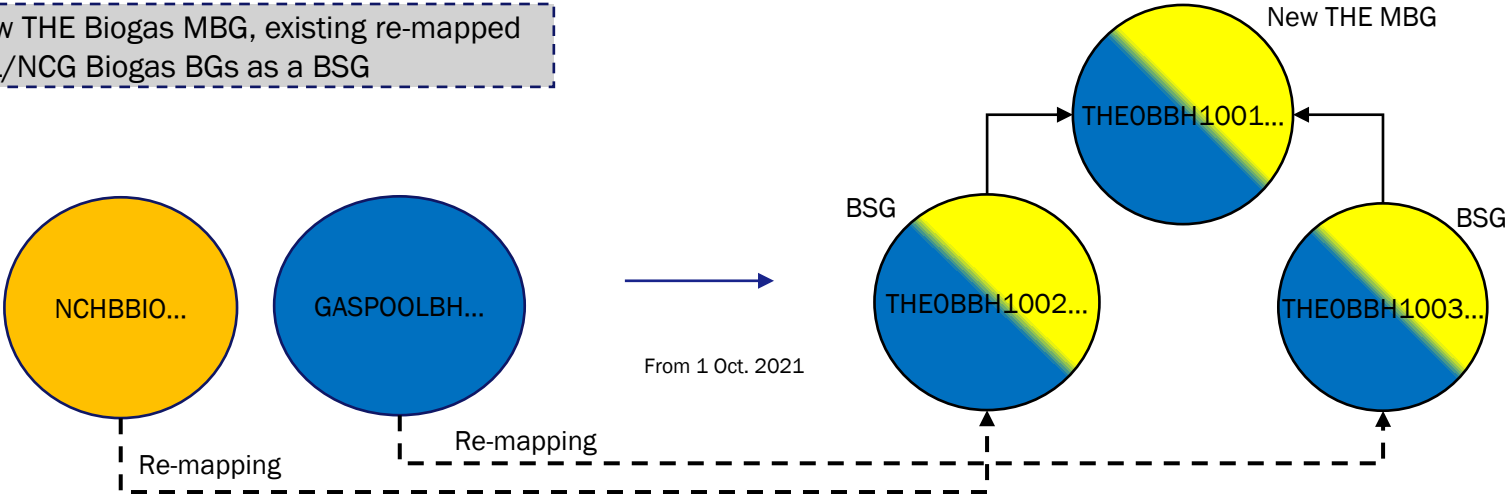 THE Biogas MBG, existing re-mapped
/NCG Biogas BGs as a BSG
New THE MBG
THE0BBH1001...
BSG
BSG
NCHBBIO...
GASPOOLBH...
THE0BBH1002...
THE0BBH1003...
From 1 Oct. 2021
Re-mapping
Re-mapping